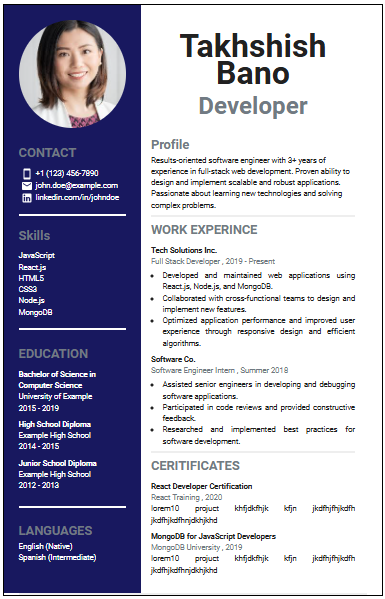 Takhshish
Bano
Developer
CONTACT
+1 (123) 456-7890
john.doe@example.com
linkedin.com/in/johndoe
Skills
JavaScript
React.js
HTML5
CSS3
Node.js
MongoDB
EDUCATION
Bachelor of Science in
Computer Science
University of Example
2015 - 2019
High School Diploma
Example High School
2014 - 2015
Junior School Diploma
Example High School
2012 - 2013
LANGUAGES
English (Native)
Spanish (Intermediate)
Profile
Results-oriented software engineer with 3+ years of
experience in full-stack web development. Proven ability to
design and implement scalable and robust applications.
Passionate about learning new technologies and solving
complex problems.
WORK EXPERINCE
Tech Solutions Inc.
Full Stack Developer , 2019 - Present
• Developed and maintained web applications using
React.js, Node.js, and MongoDB.
• Collaborated with cross-functional teams to design and
implement new features.
• Optimized application performance and improved user
experience through responsive design and efficient
algorithms.
Software Co.
Software Engineer Intern , Summer 2018
• Assisted senior engineers in developing and debugging
software applications.
• Participated in code reviews and provided constructive
feedback.
• Researched and implemented best practices for
software development.
CERITIFICATES
React Developer Certification
React Training , 2020
lorem10 projuct khfjdkfhjk kfjn jkdfhjfhjkdfh
jkdfhjkdfhnjdkhjkhd
MongoDB for JavaScript Developers
MongoDB University , 2019
lorem10 projuct khfjdkfhjk kfjn jkdfhjfhjkdfh
jkdfhjkdfhnjdkhjkhd